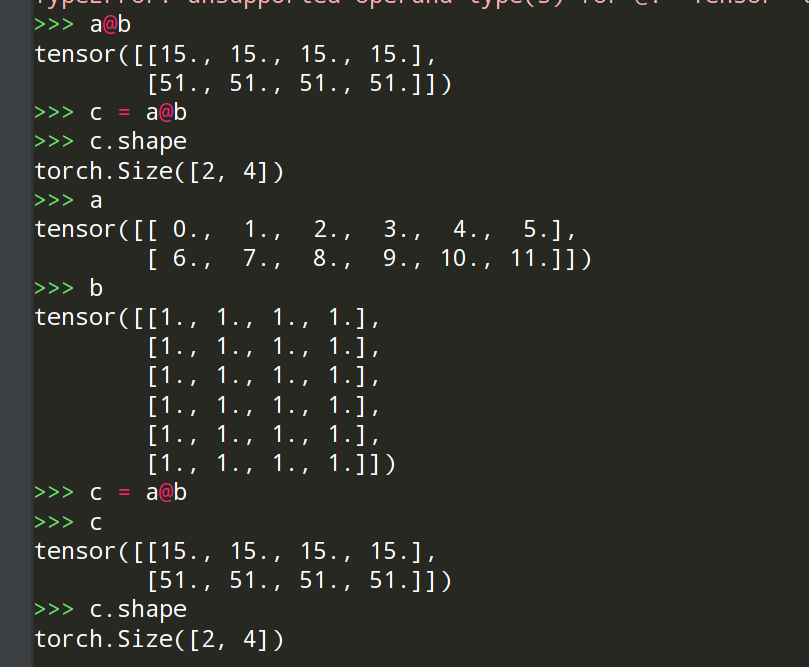 >>> a@b
tensor([[15., 15., 15., 15.],
        [51., 51., 51., 51.]])
>>> c = a@b
>>> c.shape
torch.Size([2, 4])
>>> a
tensor([[ 0.,  1.,  2.,  3.,  4.,  5.],
        [ 6.,  7.,  8.,  9., 10., 11.]])
>>> b
tensor([[1., 1., 1., 1.],
        [1., 1., 1., 1.],
        [1., 1., 1., 1.],
        [1., 1., 1., 1.],
        [1., 1., 1., 1.],
        [1., 1., 1., 1.]])
>>> c = a@b
>>> c
tensor([[15., 15., 15., 15.],
        [51., 51., 51., 51.]])
>>> c.shape
torch.Size([2, 4])